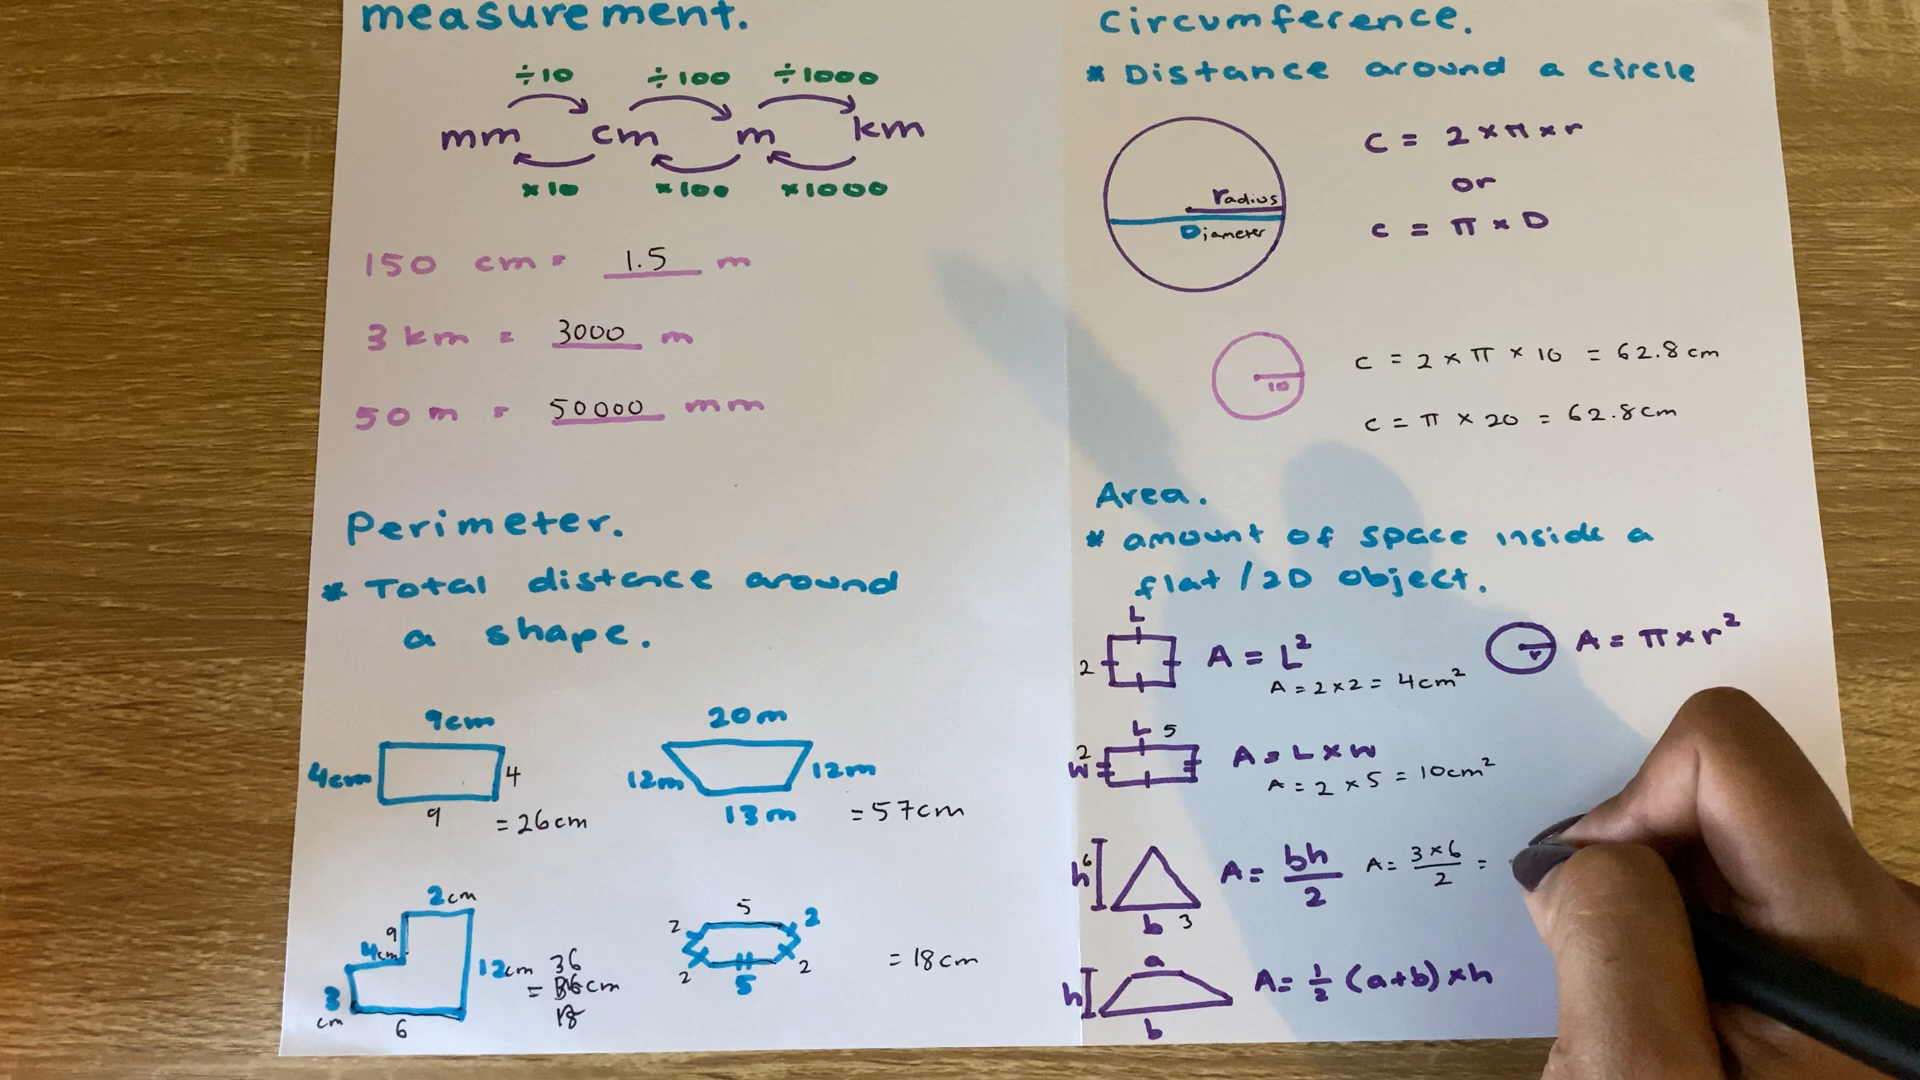 measurement.
÷10 ÷100 ÷1000
mm cm m km
×10 ×100 ×1000
150 cm = 1.5 m
3 km = 3000 m
50 m = 50000 mm
Perimeter.
* Total distance around
a shape.
9cm
4cm 4
9 = 26cm
20m
12m 12m
13m = 57cm
2cm
9
4cm
12cm 36
= cm
3
cm 6
18
5
2 2
2 2
5
= 18cm
circumference.
* Distance around a circle
radius
Diameter
C = 2 × π × r
or
C = π × D
10
C = 2 × π × 10 = 62.8cm
C = π × 20 = 62.8cm
Area.
* amount of space inside a
flat / 2D object.
L
2 A = L²
A = 2×2 = 4cm²
r A = π × r²
L 5
2
W A = L × W
A = 2 × 5 = 10cm²
h 6 A = bh/2 A = 3×6/2 =
b 3
a
h A = 1/2 (a+b) × h
b